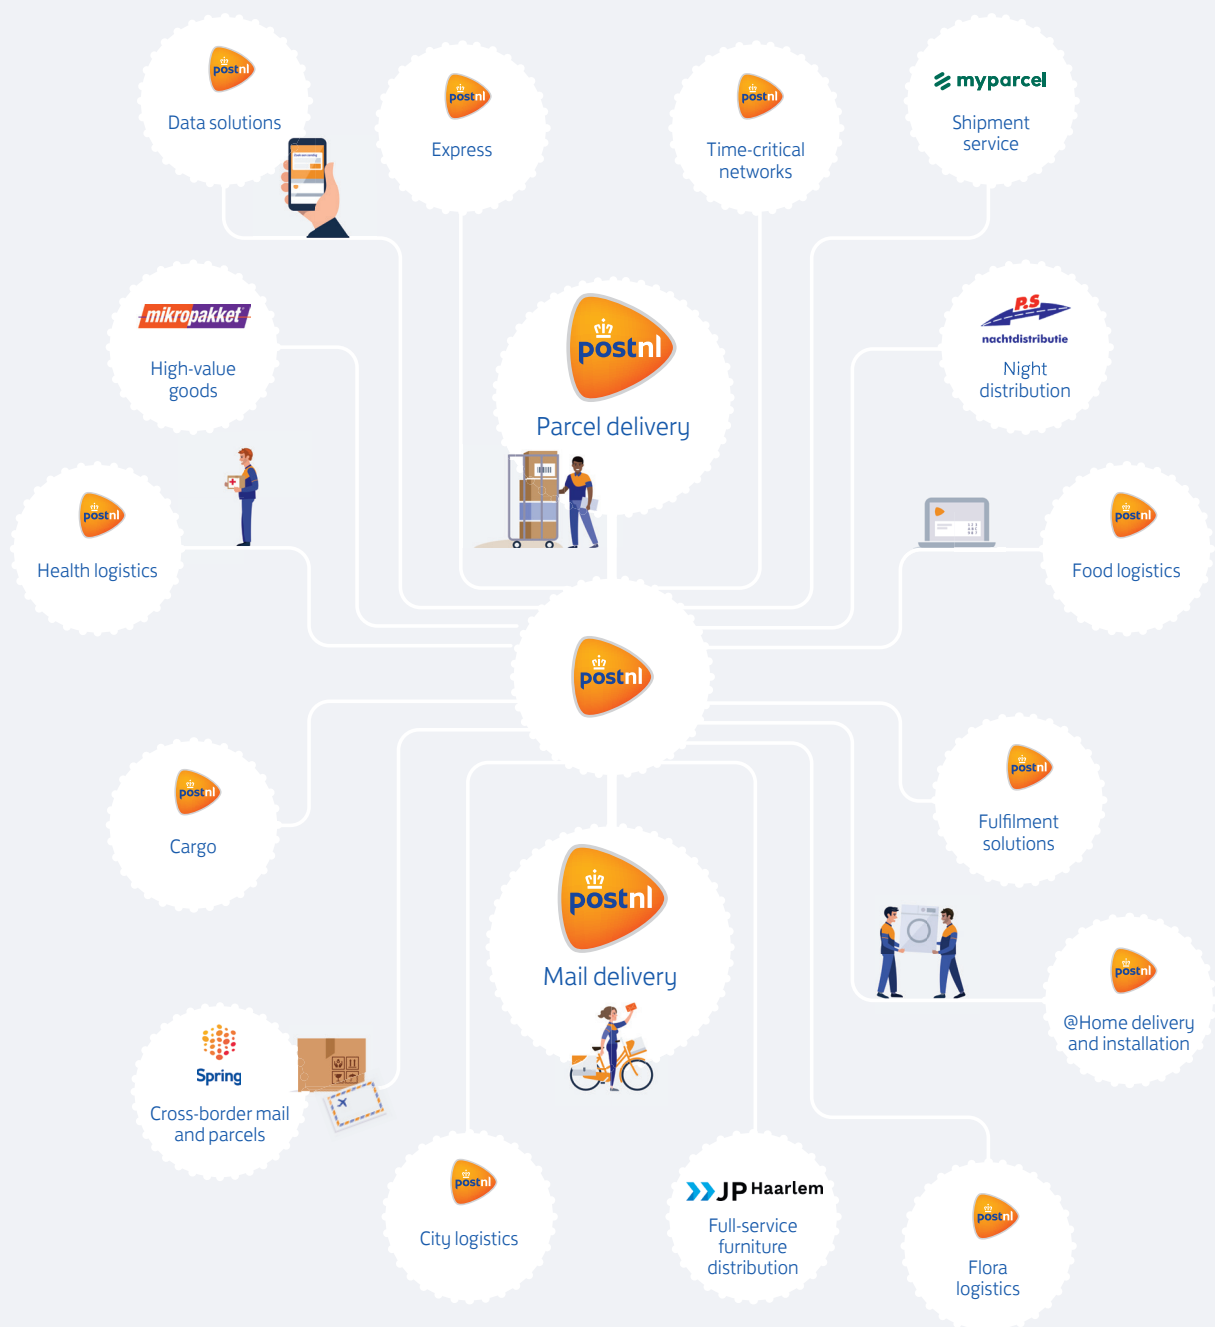 postnl
Data solutions
postnl
Express
postnl
Time-critical
networks
myparcel
Shipment
service
mikropakket
High-value
goods
postnl
Parcel delivery
P.S
nachtdistributie
Night
distribution
postnl
Health logistics
postnl
Food logistics
postnl
postnl
Cargo
postnl
Fulfilment
solutions
postnl
Mail delivery
postnl
@Home delivery
and installation
Spring
Cross-border mail
and parcels
postnl
City logistics
JP Haarlem
Full-service
furniture
distribution
postnl
Flora
logistics